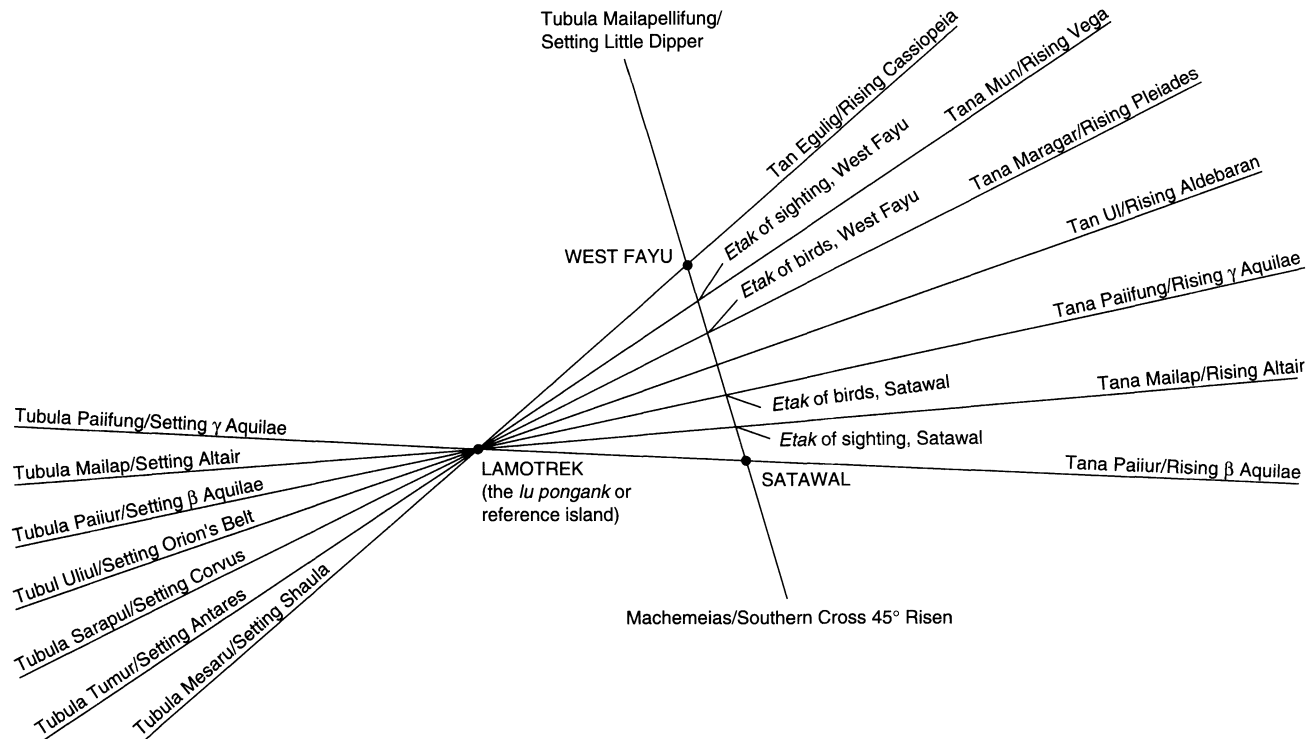 Tubula Mailapellifung/
Setting Little Dipper
Tan Egulig/Rising Cassiopeia
Tana Mun/Rising Vega
Tana Maragar/Rising Pleiades
Tan Ul/Rising Aldebaran
Tana Paiifung/Rising γ Aquilae
Tana Mailap/Rising Altair
Tana Paiiur/Rising β Aquilae
Etak of sighting, West Fayu
Etak of birds, West Fayu
WEST FAYU
Etak of birds, Satawal
Etak of sighting, Satawal
SATAWAL
LAMOTREK
(the lu pongank or
reference island)
Tubula Paiifung/Setting γ Aquilae
Tubula Mailap/Setting Altair
Tubula Paiiur/Setting β Aquilae
Tubul Uliul/Setting Orion's Belt
Tubula Sarapul/Setting Corvus
Tubula Tumur/Setting Antares
Tubula Mesaru/Setting Shaula
Machemeias/Southern Cross 45° Risen